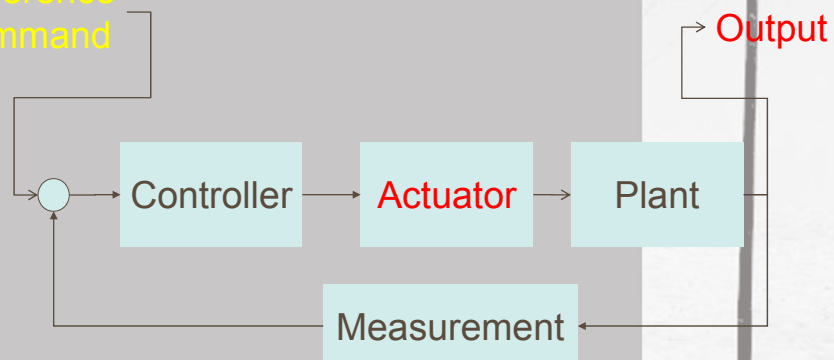 mmand
Output
Controller
Actuator
Plant
Measurement